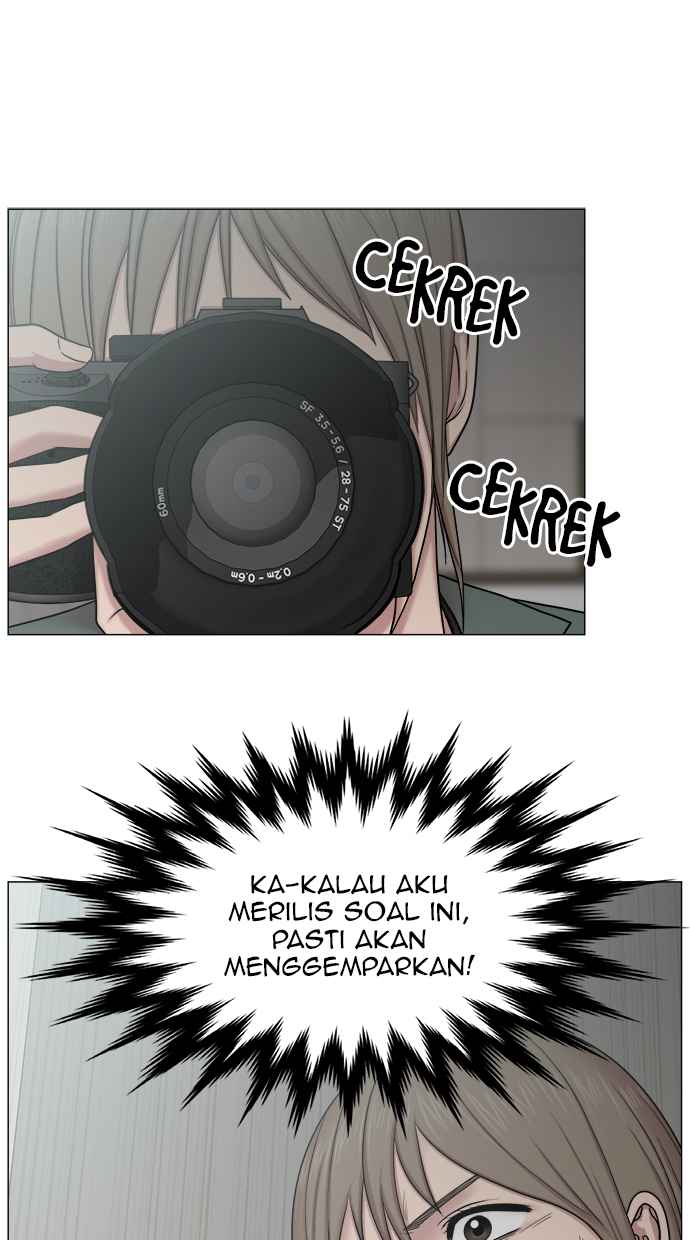 CEKREK
CEKREK
SF 3.5-5.6 / 28-75 ST
60mm
0.2m - 0.6m
KA-KALAU AKU
MERILIS SOAL INI,
PASTI AKAN
MENGGEMPARKAN!